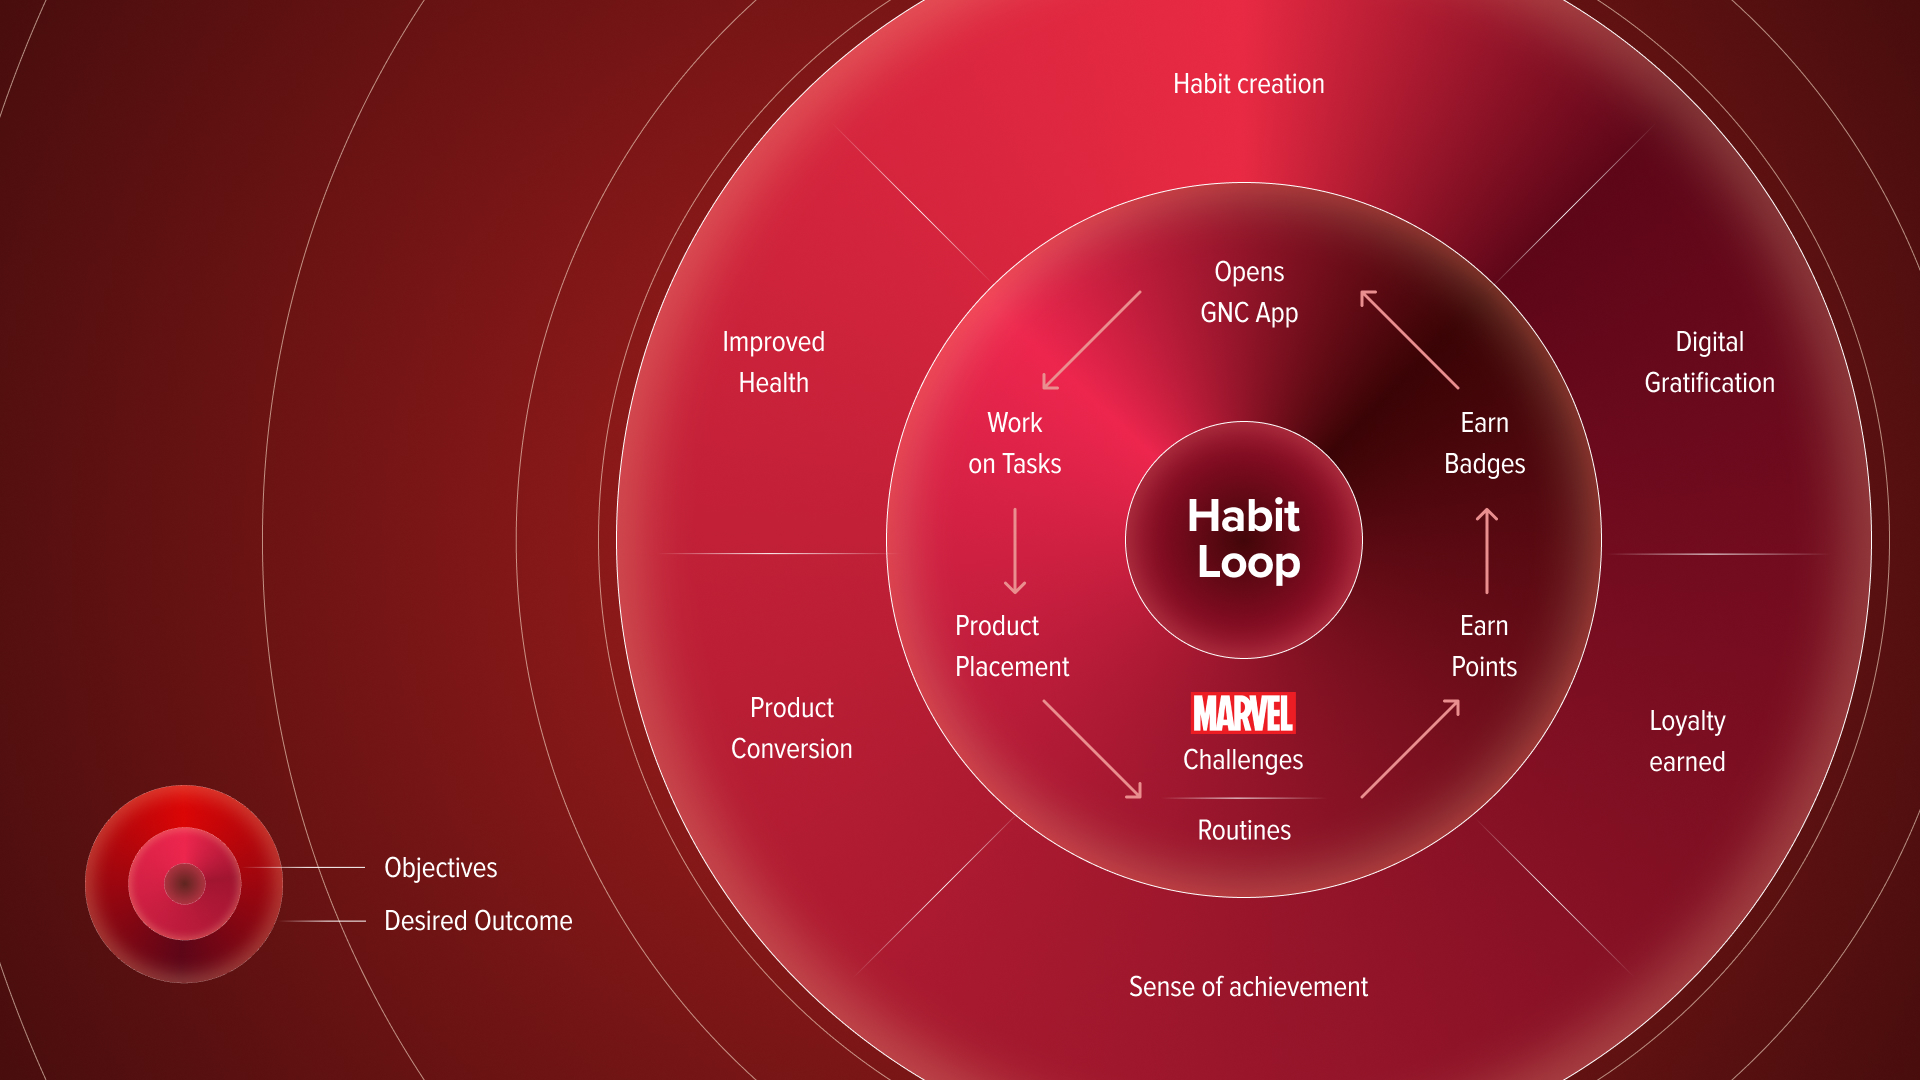 Habit creation
Opens
GNC App
Improved
Health
Digital
Gratification
Work
on Tasks
Earn
Badges
Habit
Loop
Product
Placement
Earn
Points
MARVEL
Challenges
Routines
Product
Conversion
Loyalty
earned
Objectives
Desired Outcome
Sense of achievement